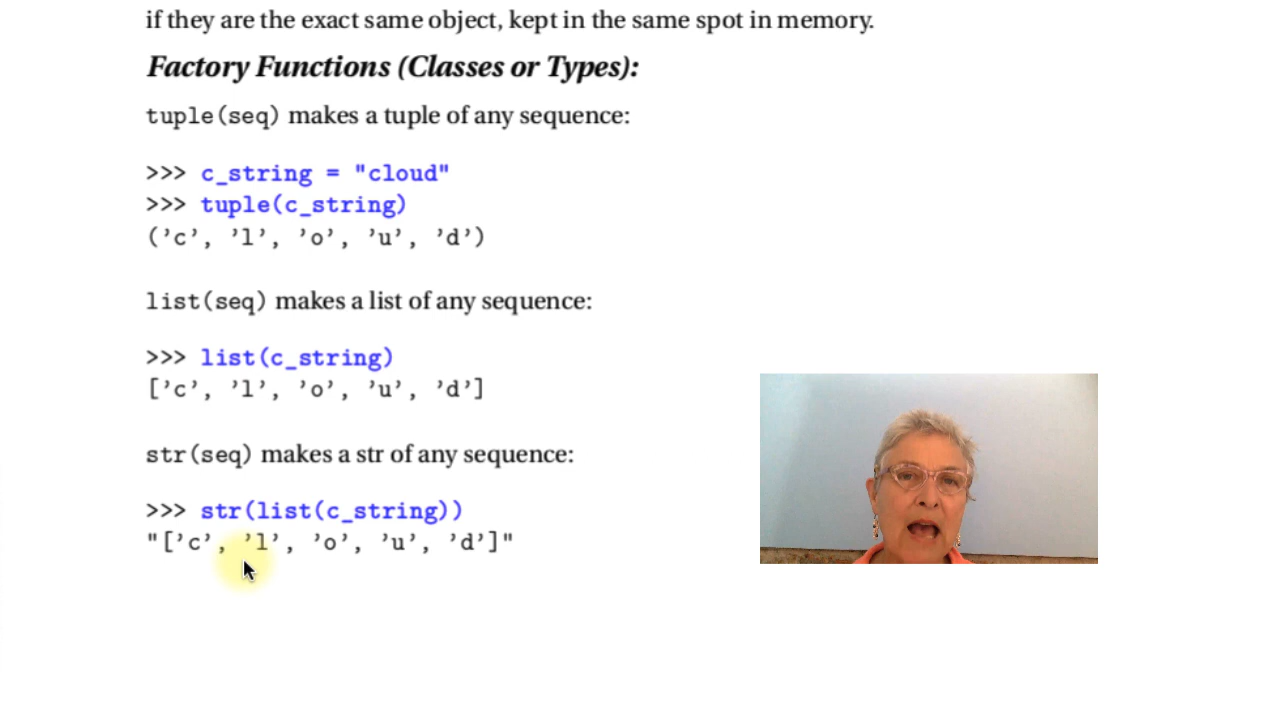 if they are the exact same object, kept in the same spot in memory.
Factory Functions (Classes or Types):
tuple(seq) makes a tuple of any sequence:
>>> c_string = "cloud"
>>> tuple(c_string)
(’c’, ’l’, ’o’, ’u’, ’d’)
list(seq) makes a list of any sequence:
>>> list(c_string)
[’c’, ’l’, ’o’, ’u’, ’d’]
str(seq) makes a str of any sequence:
>>> str(list(c_string))
"[’c’, ’l’, ’o’, ’u’, ’d’]"